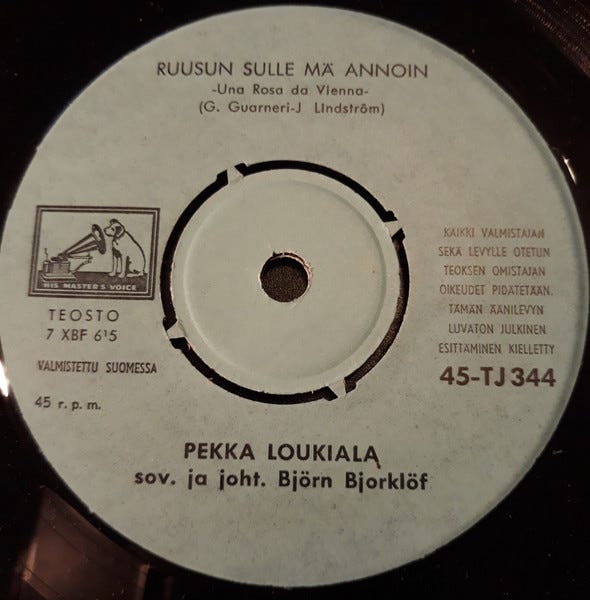 RUUSUN SULLE MÄ ANNOIN
-Una Rosa da Vienna-
(G. Guarneri-J Lindström)
HIS MASTER'S VOICE
TEOSTO
7 XBF 615
VALMISTETTU SUOMESSA
45 r.p.m.
KAIKKI VALMISTAJAN
SEKÄ LEVYLLE OTETUN
TEOKSEN OMISTAJAN
OIKEUDET PIDÄTETÄÄN.
TÄMÄN ÄÄNILEVYN
LUVATON JULKINEN
ESITTÄMINEN KIELLETTY
45-TJ 344
PEKKA LOUKIALA
sov. ja joht. Björn Bjorklöf